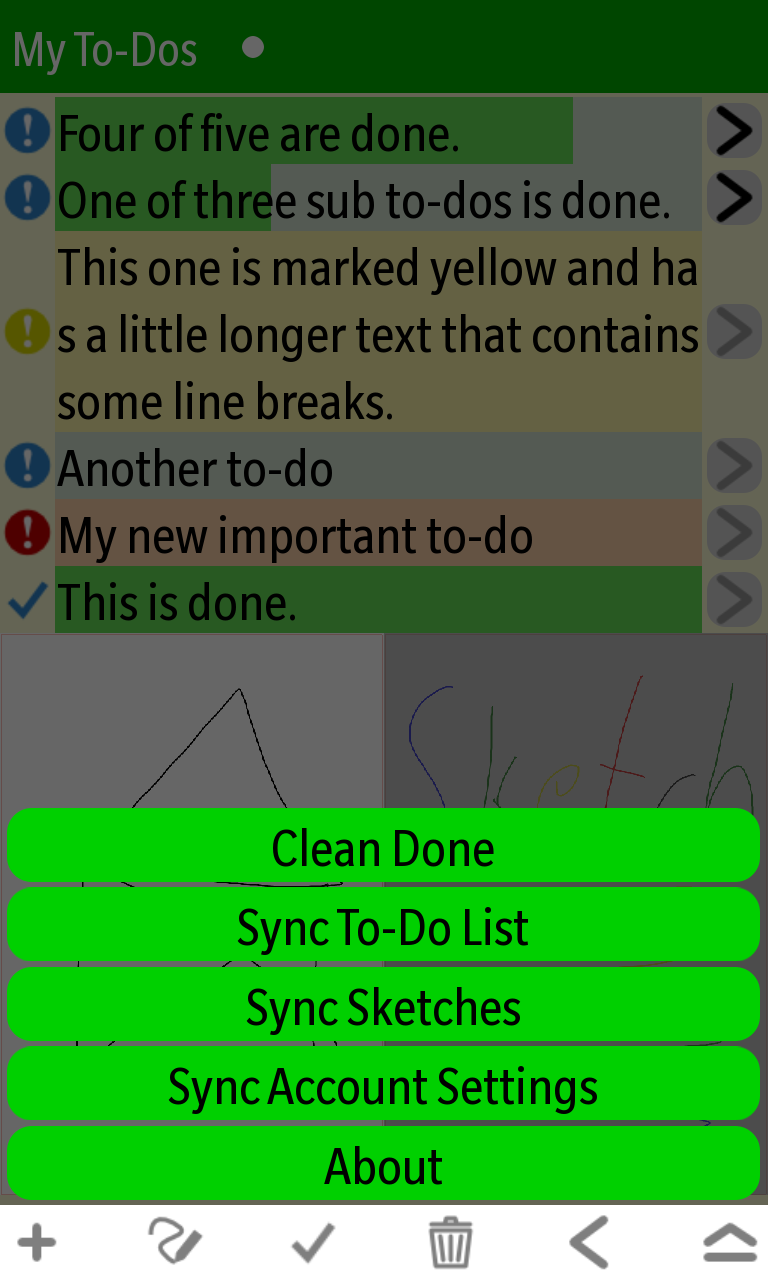 My To-Dos
Four of five are done.
One of three sub to-dos is done.
This one is marked yellow and ha
s a little longer text that contains
some line breaks.
Another to-do
My new important to-do
This is done.
Sketch
Clean Done
Sync To-Do List
Sync Sketches
Sync Account Settings
About